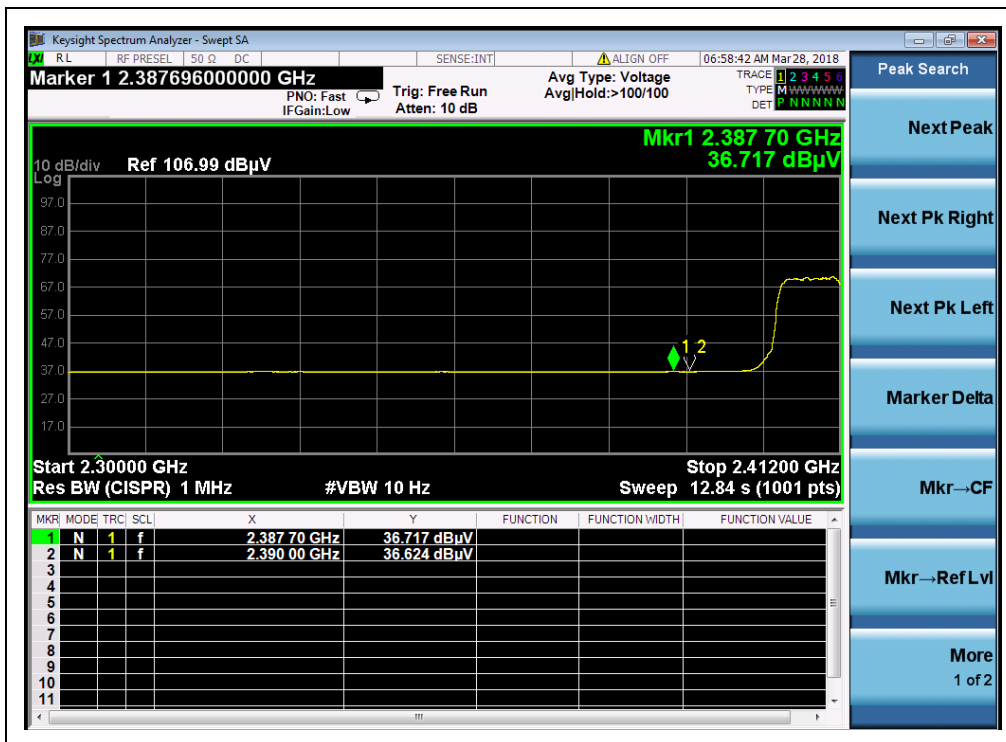 Keysight Spectrum Analyzer - Swept SA
LXI RL RF PRESEL 50 Ω DC SENSE:INT ALIGN OFF 06:58:42 AM Mar 28, 2018
Marker 1 2.387696000000 GHz
PNO: Fast
IFGain:Low
Trig: Free Run
Atten: 10 dB
Avg Type: Voltage
Avg|Hold:>100/100
TRACE 1 2 3 4 5 6
TYPE M WWWWW
DET P N N N N N
Mkr1 2.387 70 GHz
36.717 dBµV
10 dB/div Ref 106.99 dBµV
Log
97.0
87.0
77.0
67.0
57.0
47.0
37.0
27.0
17.0
1 2
Start 2.30000 GHz Stop 2.41200 GHz
Res BW (CISPR) 1 MHz #VBW 10 Hz Sweep 12.84 s (1001 pts)
MKR MODE TRC SCL X Y FUNCTION FUNCTION WIDTH FUNCTION VALUE
1 N 1 f 2.387 70 GHz 36.717 dBµV
2 N 1 f 2.390 00 GHz 36.624 dBµV
3
4
5
6
7
8
9
10
11
Peak Search
Next Peak
Next Pk Right
Next Pk Left
Marker Delta
Mkr→CF
Mkr→Ref Lvl
More
1 of 2